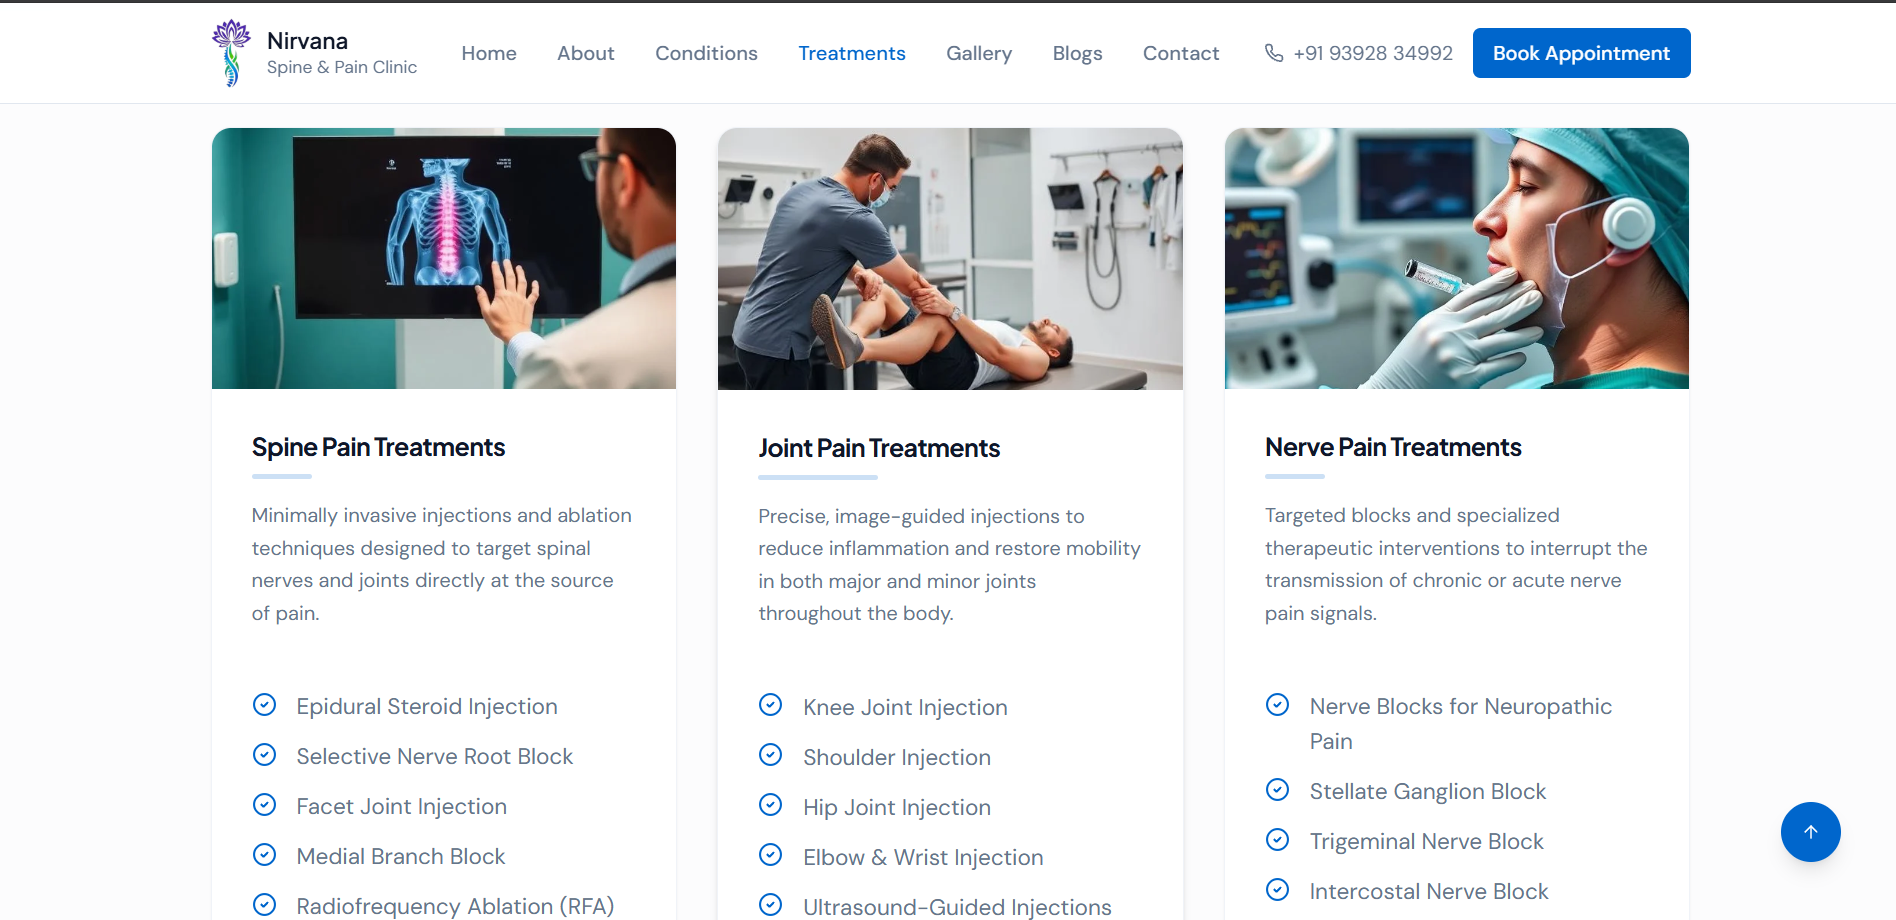 Nirvana
Spine & Pain Clinic
Home
About
Conditions
Treatments
Gallery
Blogs
Contact
+91 93928 34992
Book Appointment
Spine Pain Treatments
Minimally invasive injections and ablation
techniques designed to target spinal
nerves and joints directly at the source
of pain.
Epidural Steroid Injection
Selective Nerve Root Block
Facet Joint Injection
Medial Branch Block
Radiofrequency Ablation (RFA)
Joint Pain Treatments
Precise, image-guided injections to
reduce inflammation and restore mobility
in both major and minor joints
throughout the body.
Knee Joint Injection
Shoulder Injection
Hip Joint Injection
Elbow & Wrist Injection
Ultrasound-Guided Injections
Nerve Pain Treatments
Targeted blocks and specialized
therapeutic interventions to interrupt the
transmission of chronic or acute nerve
pain signals.
Nerve Blocks for Neuropathic
Pain
Stellate Ganglion Block
Trigeminal Nerve Block
Intercostal Nerve Block